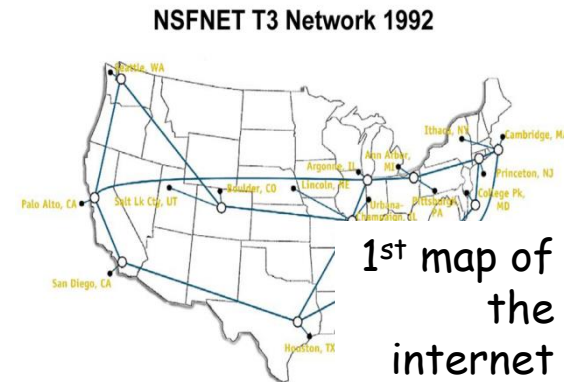 NSFNET T3 Network 1992
Seattle, WA
Ithaca, NY
Cambridge, MA
Ann Arbor,
MI
Argonne, IL
Princeton, NJ
Lincoln, NE
Boulder, CO
Salt Lk Cty, UT
Palo Alto, CA
Urbana-
Champaign, IL
Pittsburgh,
PA
College Pk,
MD
San Diego, CA
Houston, TX
1st map of
the
internet